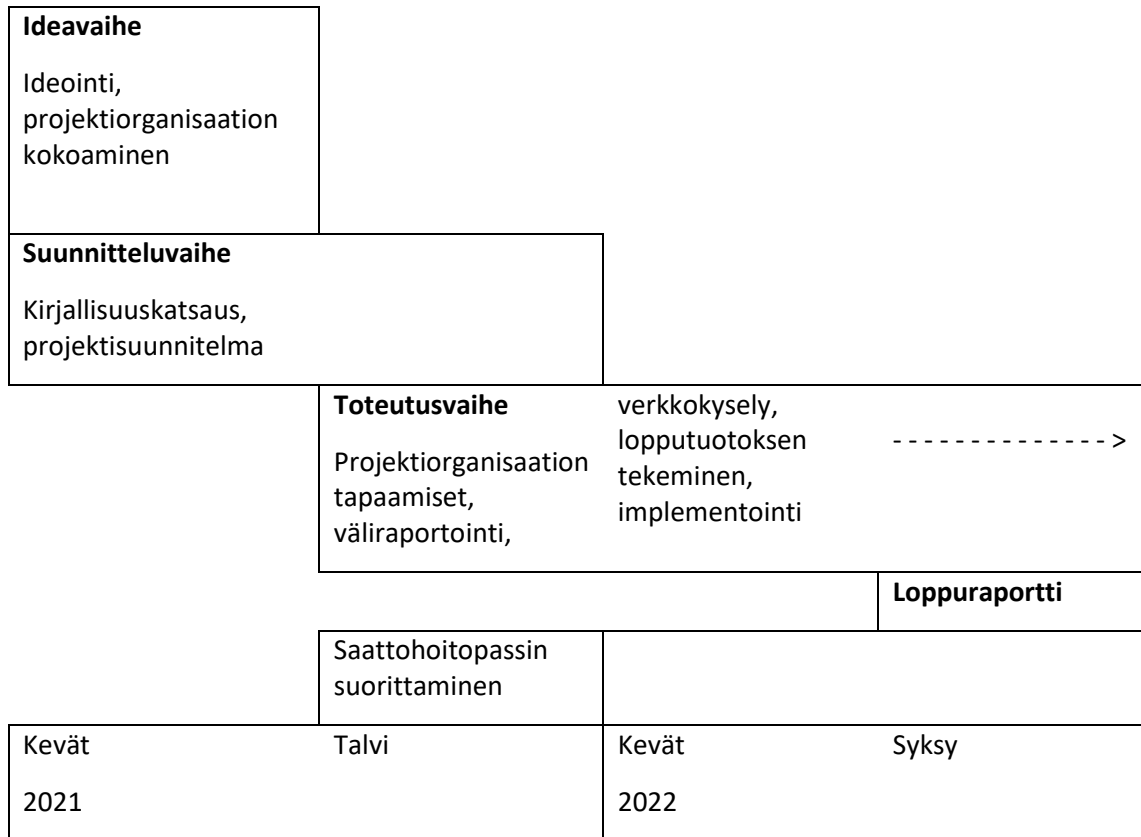 Ideavaihe
Ideointi,
projektiorganisaation
kokoaminen
Suunnitteluvaihe
Kirjallisuuskatsaus,
projektisuunnitelma
Toteutusvaihe
Projektiorganisaation
tapaamiset,
väliraportointi,
verkkokysely,
lopputuotoksen
tekeminen,
implementointi
- - - - - - - - - - - - - - >
Loppuraportti
Saattohoitopassin
suorittaminen
Kevät
2021
Talvi
Kevät
2022
Syksy